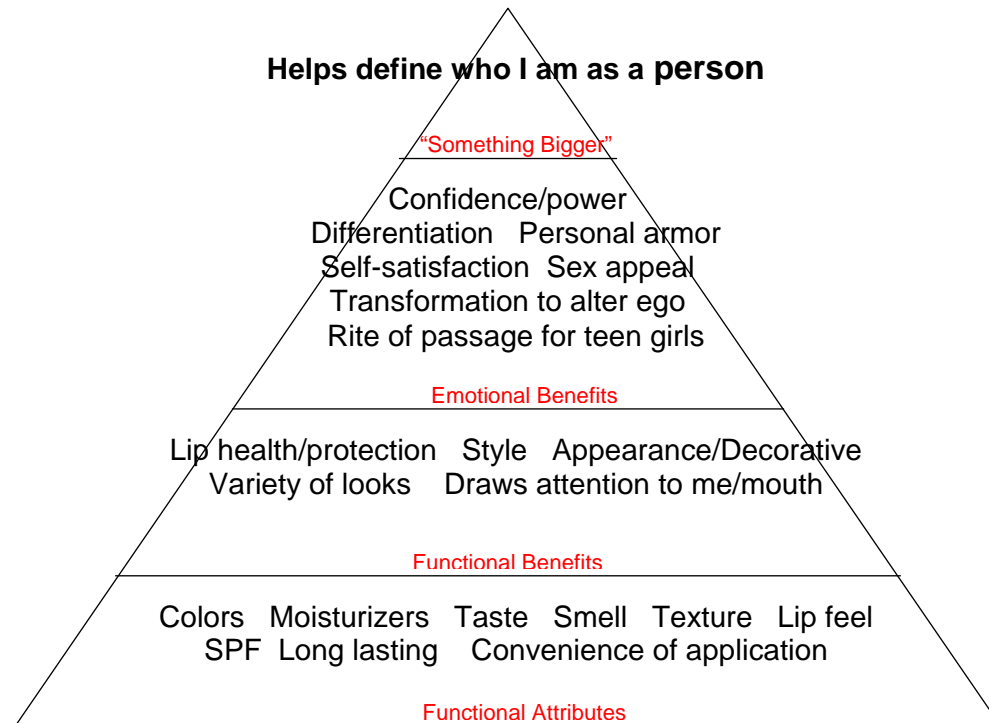 Helps define who I am as a person
“Something Bigger”
Confidence/power
Differentiation Personal armor
Self-satisfaction Sex appeal
Transformation to alter ego
Rite of passage for teen girls
Emotional Benefits
Lip health/protection Style Appearance/Decorative
Variety of looks Draws attention to me/mouth
Functional Benefits
Colors Moisturizers Taste Smell Texture Lip feel
SPF Long lasting Convenience of application
Functional Attributes